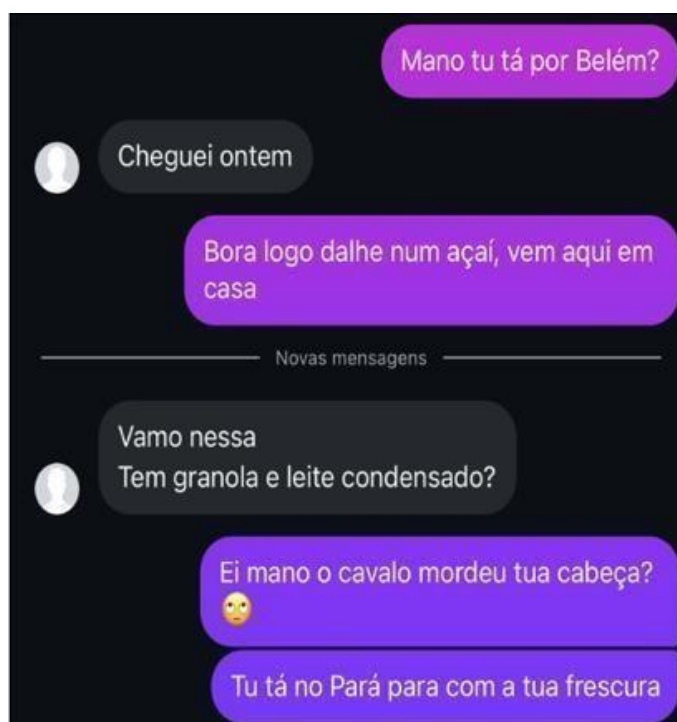 Mano tu tá por Belém?
Cheguei ontem
Bora logo dalhe num açaí, vem aqui em
casa
Novas mensagens
Vamo nessa
Tem granola e leite condensado?
Ei mano o cavalo mordeu tua cabeça?
🙄
Tu tá no Pará para com a tua frescura